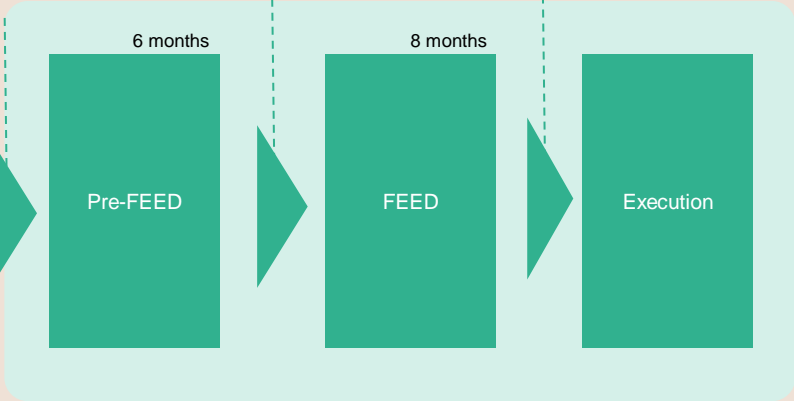 6 months
8 months
Pre-FEED
FEED
Execution